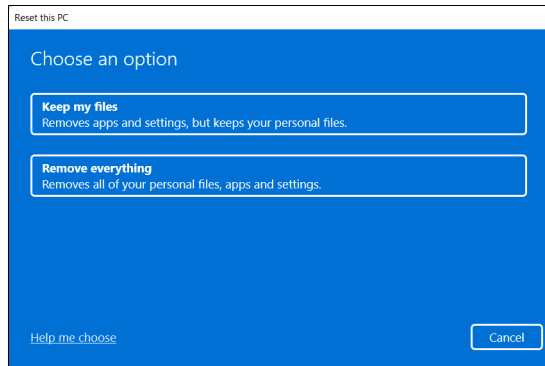 Reset this PC
Choose an option
Keep my files
Removes apps and settings, but keeps your personal files.
Remove everything
Removes all of your personal files, apps and settings.
Help me choose
Cancel